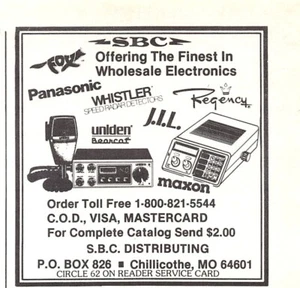 SBC
FOX
Offering The Finest In
Wholesale Electronics
Panasonic
WHISTLER
SPEED RADAR DETECTORS
Regency
J.I.L.
uniden
Bearcat
maxon
Order Toll Free 1-800-821-5544
C.O.D., VISA, MASTERCARD
For Complete Catalog Send $2.00
S.B.C. DISTRIBUTING
P.O. BOX 826 ■ Chillicothe, MO 64601
CIRCLE 62 ON READER SERVICE CARD